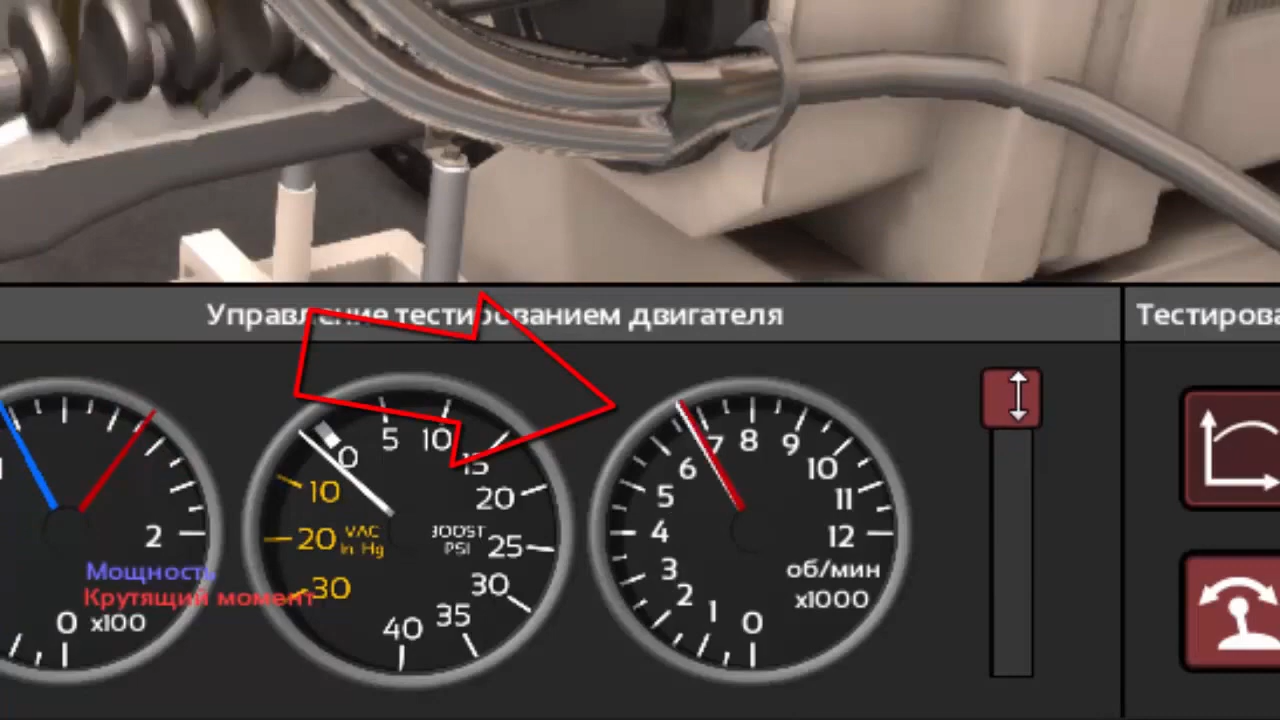 Управление тестированием двигателя
Тестирова
2
Мощность
Крутящий момент
0 x100
0 5 10 15 20 25 30 35 40
10 20 30
VAC
In Hg
BOOST
PSI
0 1 2 3 4 5 6 7 8 9 10 11 12
об/мин
x1000